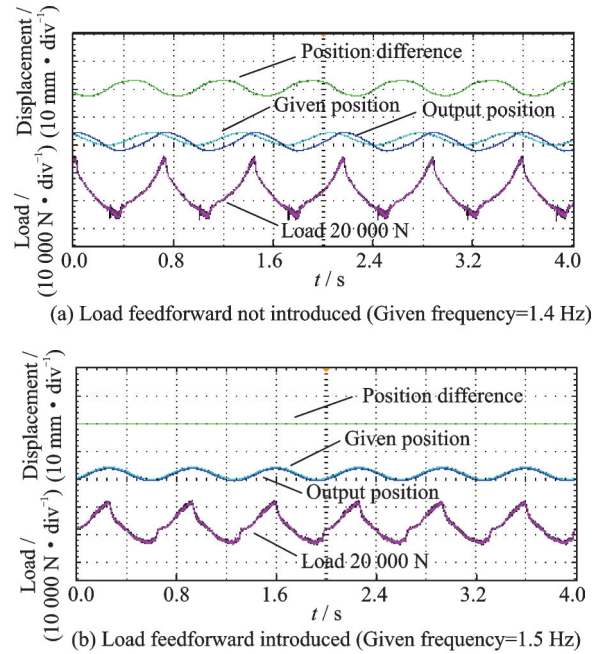 (a)
Displacement /
(10 mm • div⁻¹)
Load /
(10 000 N • div⁻¹)
Position difference
Given position
Output position
Load 20 000 N
0.0 0.8 1.6 2.4 3.2 4.0
t / s
(a) Load feedforward not introduced (Given frequency=1.4 Hz)
(b)
Displacement /
(10 mm • div⁻¹)
Load /
(10 000 N • div⁻¹)
Position difference
Given position
Output position
Load 20 000 N
0.0 0.8 1.6 2.4 3.2 4.0
t / s
(b) Load feedforward introduced (Given frequency=1.5 Hz)